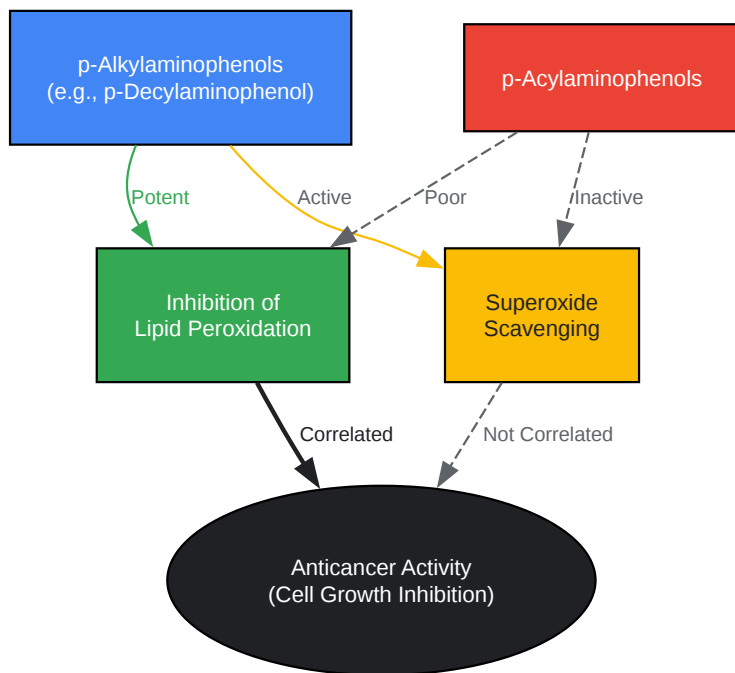 p-Alkylaminophenols
(e.g., p-Decylaminophenol)
p-Acylaminophenols
Potent
Active
Poor
Inactive
Inhibition of
Lipid Peroxidation
Superoxide
Scavenging
Correlated
Not Correlated
Anticancer Activity
(Cell Growth Inhibition)